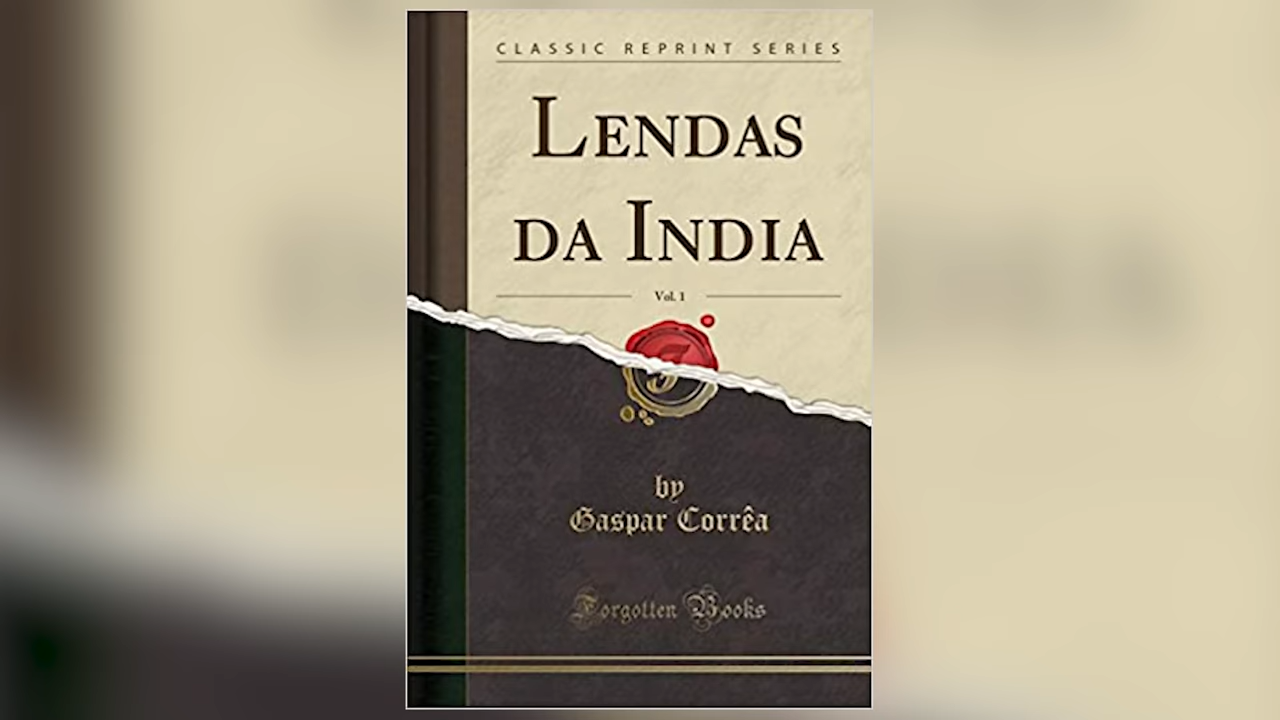 CLASSIC REPRINT SERIES
LENDAS
DA INDIA
Vol. 1
by
Gaspar Corrêa
Forgotten Books